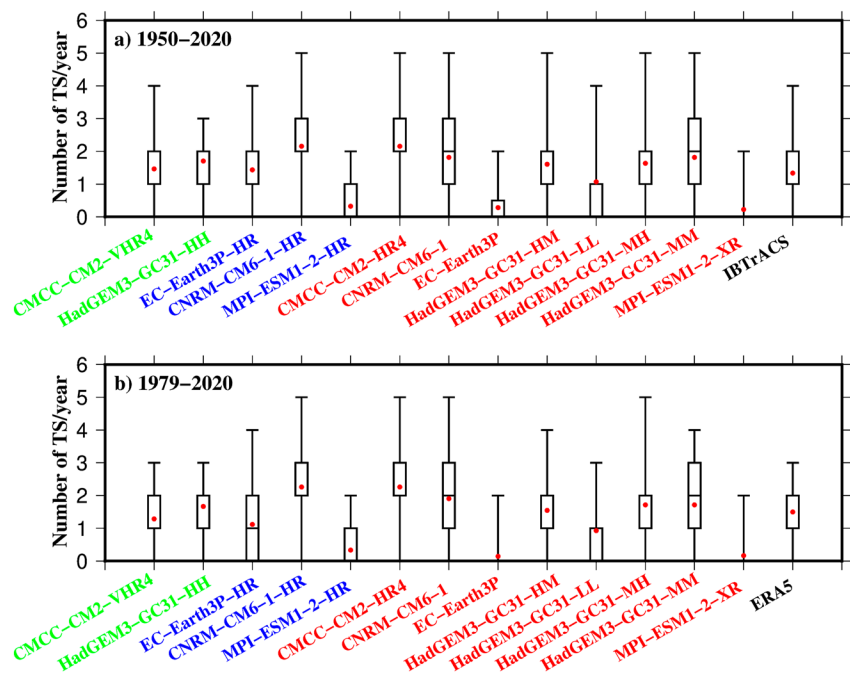 a) 1950–2020
Number of TS/year
6
5
4
3
2
1
0
CMCC–CM2–VHR4
HadGEM3–GC31–HH
EC–Earth3P–HR
CNRM–CM6–1–HR
MPI–ESM1–2–HR
CMCC–CM2–HR4
CNRM–CM6–1
EC–Earth3P
HadGEM3–GC31–HM
HadGEM3–GC31–LL
HadGEM3–GC31–MH
HadGEM3–GC31–MM
MPI–ESM1–2–XR
IBTrACS
b) 1979–2020
Number of TS/year
6
5
4
3
2
1
0
CMCC–CM2–VHR4
HadGEM3–GC31–HH
EC–Earth3P–HR
CNRM–CM6–1–HR
MPI–ESM1–2–HR
CMCC–CM2–HR4
CNRM–CM6–1
EC–Earth3P
HadGEM3–GC31–HM
HadGEM3–GC31–LL
HadGEM3–GC31–MH
HadGEM3–GC31–MM
MPI–ESM1–2–XR
ERA5